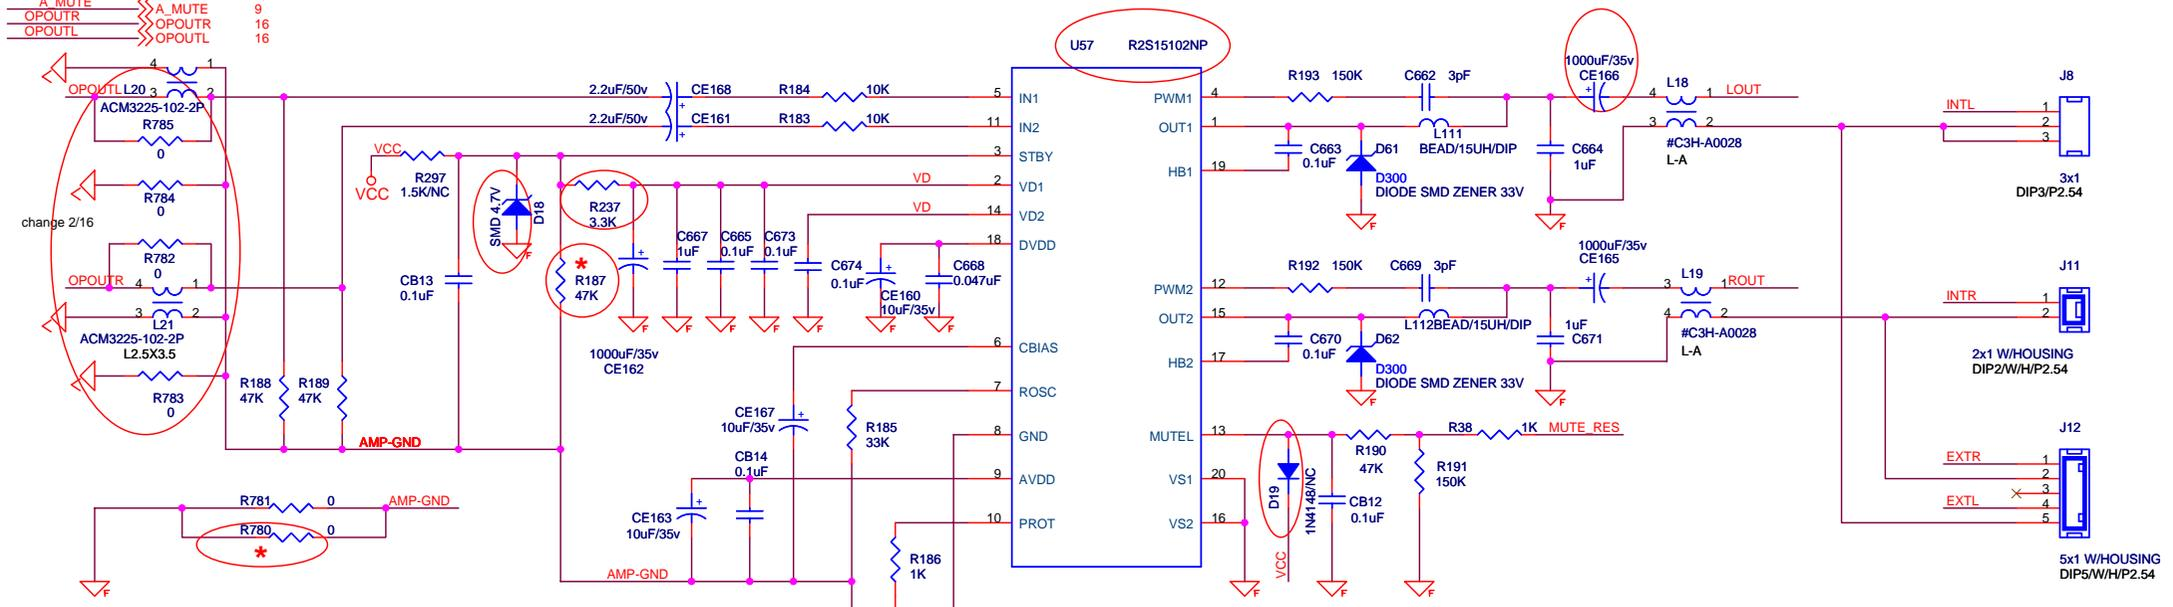 A_MUTE
A_MUTE 9
OPOUTR
OPOUTR 16
OPOUTL
OPOUTL 16
U57 R2S15102NP
4 1
OPOUTL L20 3 2
ACM3225-102-2P
R785
0
R784
0
change 2/16
R782
0
OPOUTR 4 1
3 2
L21
ACM3225-102-2P
L2.5X3.5
R783
0
R188
47K
R189
47K
AMP-GND
R781 0 AMP-GND
R780 0
*
F
2.2uF/50v CE168 R184 10K
+
2.2uF/50v CE161 R183 10K
+
VCC
VCC
R297
1.5K/NC
SMD 4.7V
D18
F
R237
3.3K
*
R187
47K
CB13
0.1uF
VD
VD
+
C667
1uF
C665
0.1uF
C673
0.1uF
C674
0.1uF
+
CE160
10uF/35v
C668
0.047uF
F F F F F F F
1000uF/35v
CE162
CE167
10uF/35v
+
R185
33K
CB14
0.1uF
CE163
10uF/35v
+
R186
1K
AMP-GND
5 IN1
11 IN2
3 STBY
2 VD1
14 VD2
18 DVDD
6 CBIAS
7 ROSC
8 GND
9 AVDD
10 PROT
PWM1 4
OUT1 1
HB1 19
PWM2 12
OUT2 15
HB2 17
MUTEL 13
VS1 20
VS2 16
R193 150K C662 3pF
1000uF/35v
CE166
+
L18
4 1 LOUT
3 2
#C3H-A0028
L-A
C663
0.1uF
D61
D300
DIODE SMD ZENER 33V
L111
BEAD/15UH/DIP
C664
1uF
F F
R192 150K C669 3pF
1000uF/35v
CE165
+
L19
3 1 ROUT
4 2
#C3H-A0028
L-A
C670
0.1uF
D62
D300
DIODE SMD ZENER 33V
L112BEAD/15UH/DIP
1uF
C671
F F
D19
1N4148/NC
VCC
R190
47K
R38 1K MUTE_RES
R191
150K
CB12
0.1uF
F F F
J8
INTL 1
2
3
3x1
DIP3/P2.54
J11
INTR 1
2
2x1 W/HOUSING
DIP2/W/H/P2.54
J12
EXTR 1
2
3
EXTL 4
5
5x1 W/HOUSING
DIP5/W/H/P2.54